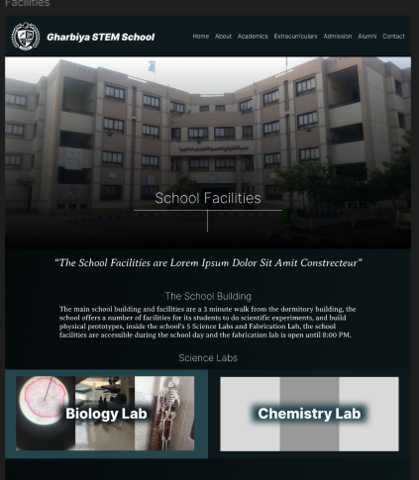 Facilities
Gharbiya STEM School
Home About Academics Extracurriculars Admission Alumni Contact
School Facilities
“The School Facilities are Lorem Ipsum Dolor Sit Amit Constrecteur”
The School Building
The main school building and facilities are a 3 minute walk from the dormitory building, the
school offers a number of facilities for its students to do scientific experiments, and build
physical prototypes, inside the school's 5 Science Labs and Fabrication Lab, the school
facilities are accessible during the school day and the fabrication lab is open until 8:00 PM.
Science Labs
Biology Lab
Chemistry Lab